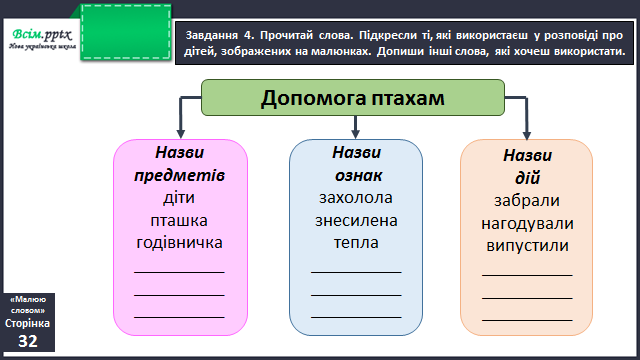 Всім.pptx
Нова українська школа
Завдання 4. Прочитай слова. Підкресли ті, які використаєш у розповіді про
дітей, зображених на малюнках. Допиши інші слова, які хочеш використати.
Допомога птахам
Назви
предметів
діти
пташка
годівничка
Назви
ознак
захолола
знесилена
тепла
Назви
дій
забрали
нагодували
випустили
«Малюю
словом»
Сторінка
32